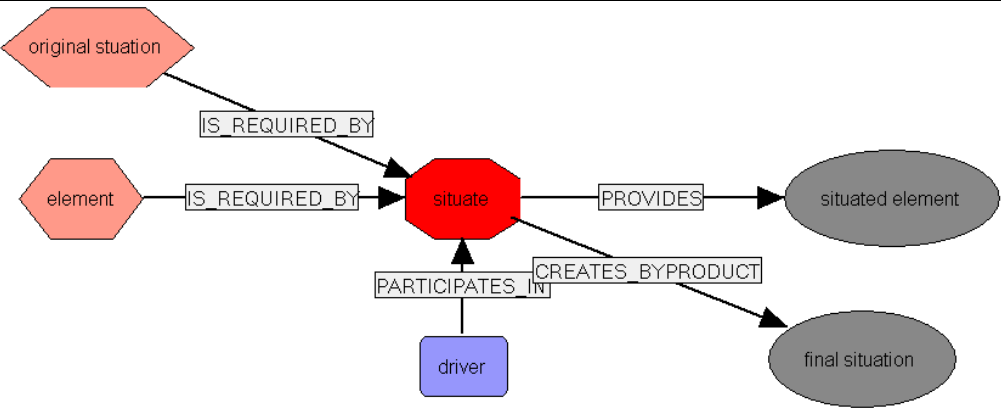 original stuation
IS_REQUIRED_BY
element
IS_REQUIRED_BY
situate
PROVIDES
situated element
PARTICIPATES_IN
CREATES_BYPRODUCT
driver
final situation